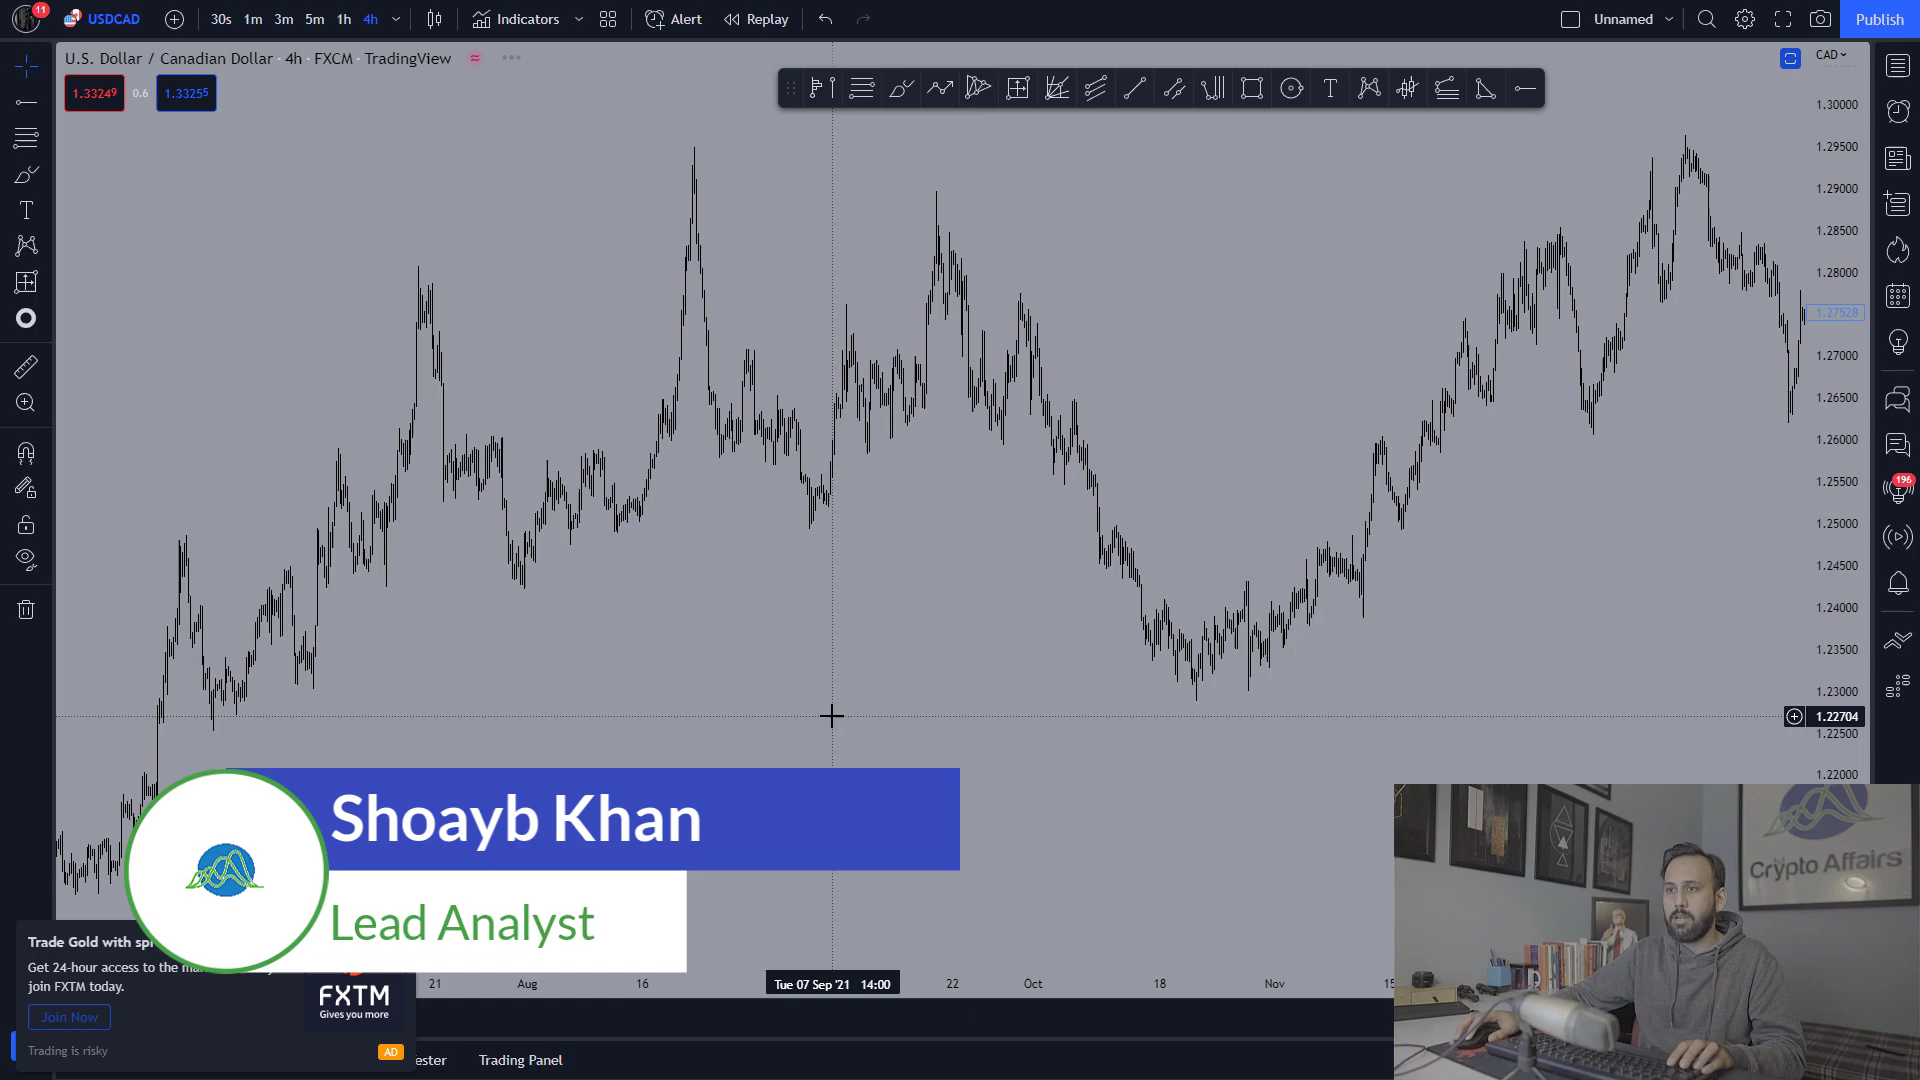 11
USDCAD
30s 1m 3m 5m 1h 4h
Indicators
Alert
Replay
Unnamed
Publish
U.S. Dollar / Canadian Dollar · 4h · FXCM · TradingView
CAD
1.33249
0.6
1.33255
1.30000
1.29500
1.29000
1.28500
1.28000
1.27528
1.27000
1.26500
1.26000
1.25500
196
1.25000
1.24500
1.24000
1.23500
1.23000
1.22704
1.22500
1.22000
Shoayb Khan
Lead Analyst
Crypto Affairs
Trade Gold with
Get 24-hour access to the
join FXTM today.
Join Now
FXTM
Gives you more
Trading is risky
AD
21
Aug
16
Tue 07 Sep '21 14:00
22
Oct
18
Nov
Trading Panel